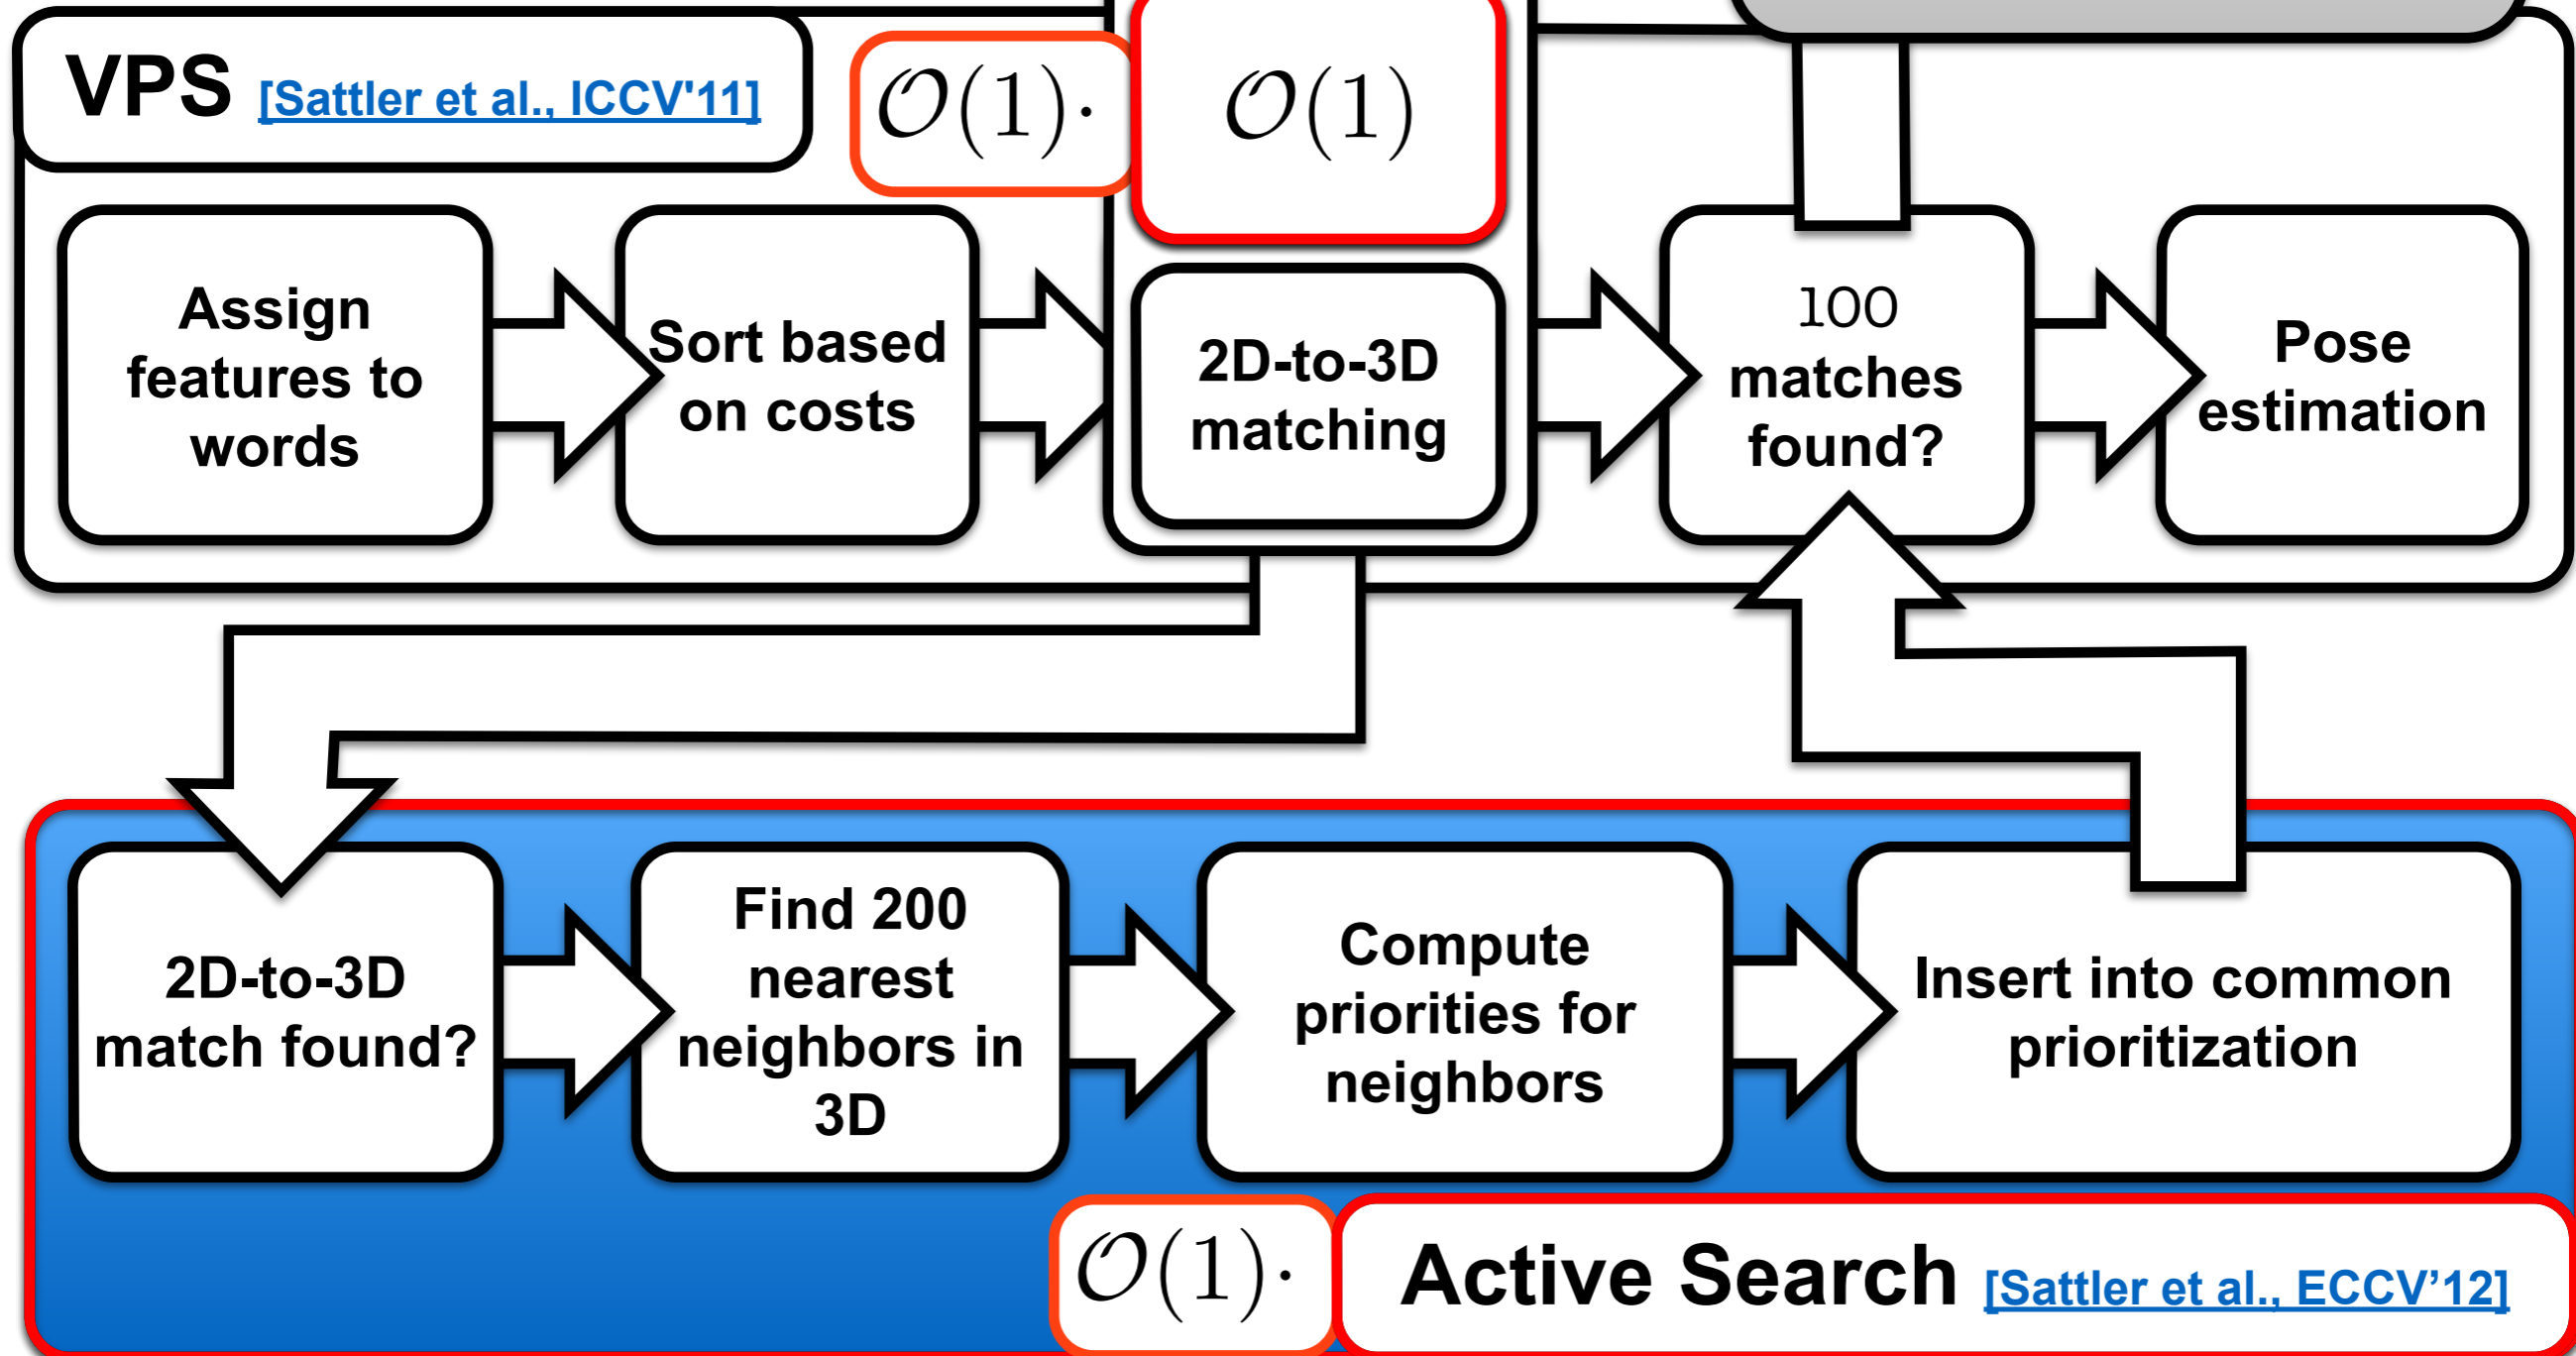 VPS [Sattler et al., ICCV'11]
𝒪(1)·
𝒪(1)
Assign
features to
words
Sort based
on costs
2D-to-3D
matching
100
matches
found?
Pose
estimation
2D-to-3D
match found?
Find 200
nearest
neighbors in
3D
Compute
priorities for
neighbors
Insert into common
prioritization
𝒪(1)·
Active Search [Sattler et al., ECCV’12]